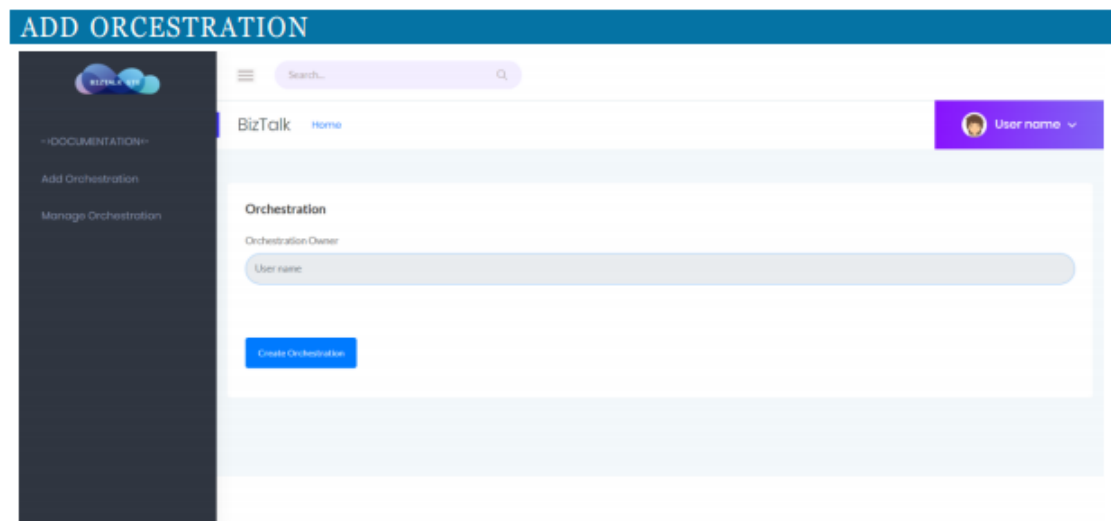 ADD ORCESTRATION
Search...
BizTalk Home
User name
DOCUMENTATION
Add Orchestration
Manage Orchestration
Orchestration
Orchestration Owner
User name
Create Orchestration